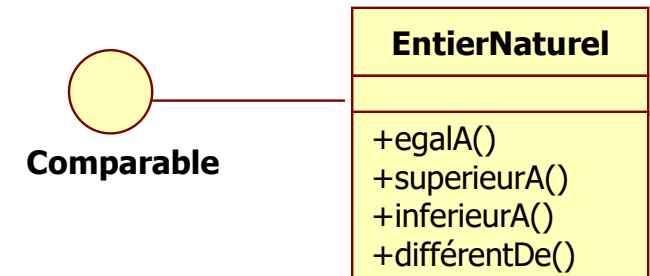 EntierNaturel
Comparable
+egalA()
+superieurA()
+inferieurA()
+différentDe()